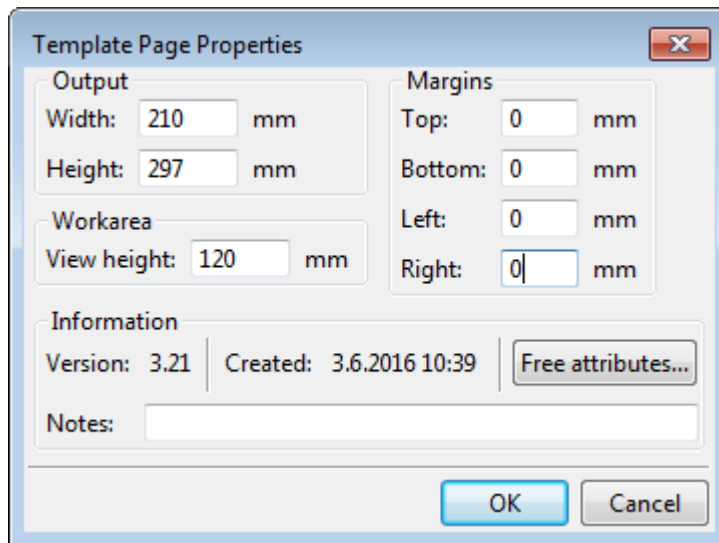 Template Page Properties
Output
Width: 210 mm
Height: 297 mm
Workarea
View height: 120 mm
Margins
Top: 0 mm
Bottom: 0 mm
Left: 0 mm
Right: 0 mm
Information
Version: 3.21 Created: 3.6.2016 10:39 Free attributes...
Notes:
OK Cancel